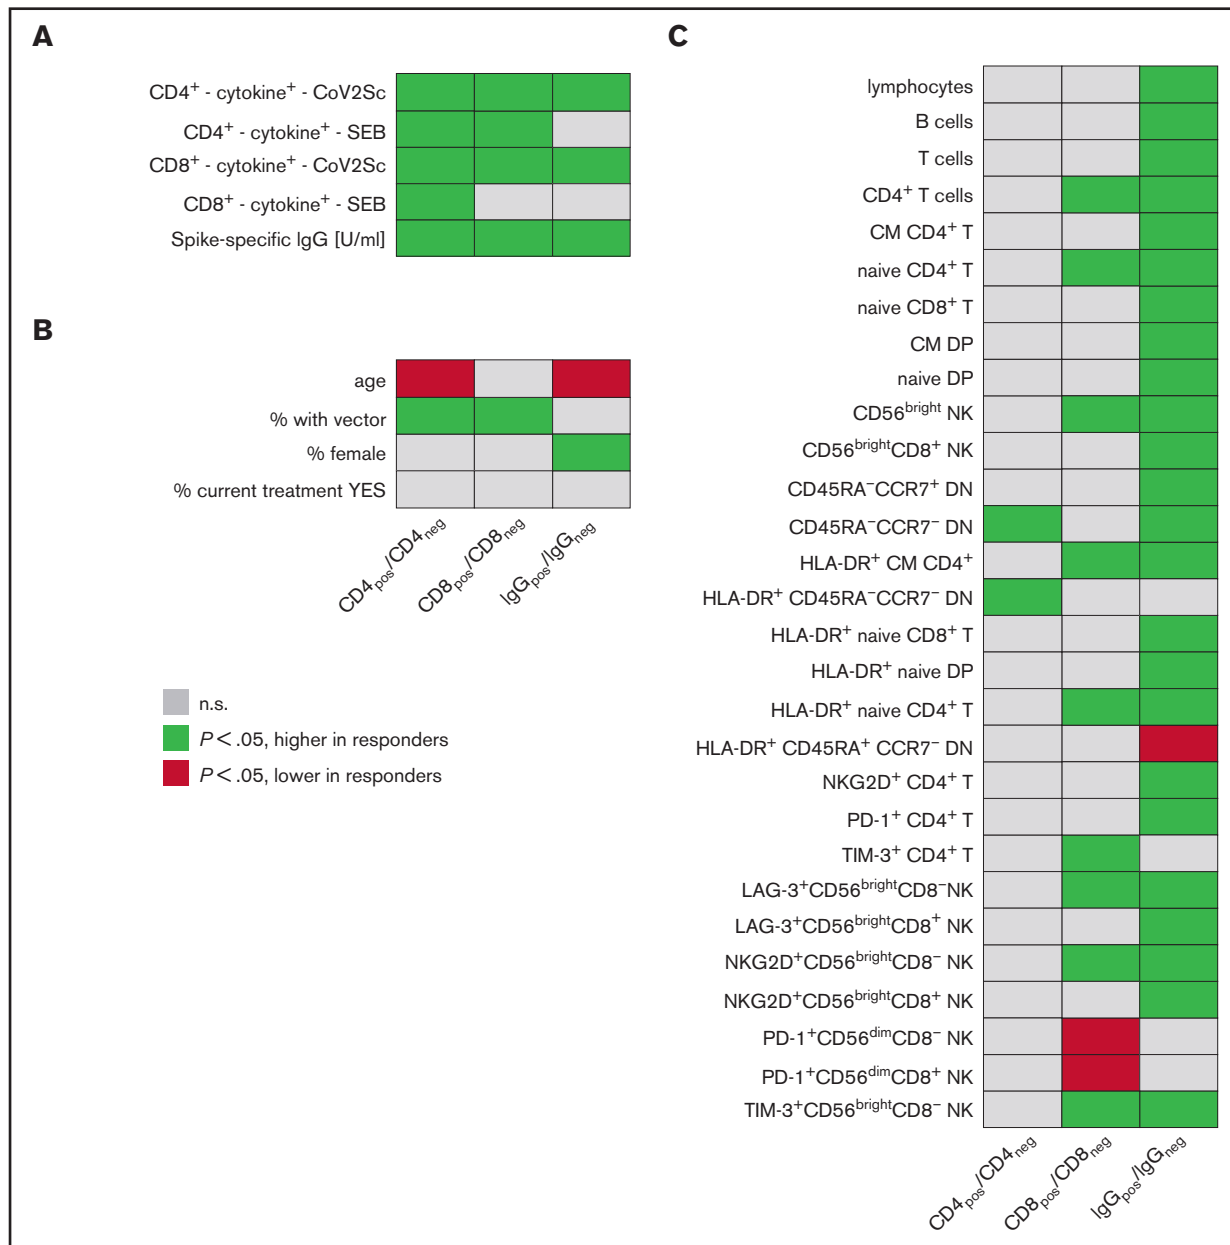 A
CD4⁺ - cytokine⁺ - CoV2Sc
CD4⁺ - cytokine⁺ - SEB
CD8⁺ - cytokine⁺ - CoV2Sc
CD8⁺ - cytokine⁺ - SEB
Spike-specific IgG [U/ml]
B
age
% with vector
% female
% current treatment YES
CD4pos/CD4neg
CD8pos/CD8neg
IgGpos/IgGneg
n.s.
P < .05, higher in responders
P < .05, lower in responders
C
lymphocytes
B cells
T cells
CD4⁺ T cells
CM CD4⁺ T
naive CD4⁺ T
naive CD8⁺ T
CM DP
naive DP
CD56bright NK
CD56brightCD8⁺ NK
CD45RA⁻CCR7⁺ DN
CD45RA⁻CCR7⁻ DN
HLA-DR⁺ CM CD4⁺
HLA-DR⁺ CD45RA⁻CCR7⁻ DN
HLA-DR⁺ naive CD8⁺ T
HLA-DR⁺ naive DP
HLA-DR⁺ naive CD4⁺ T
HLA-DR⁺ CD45RA⁺ CCR7⁻ DN
NKG2D⁺ CD4⁺ T
PD-1⁺ CD4⁺ T
TIM-3⁺ CD4⁺ T
LAG-3⁺CD56brightCD8⁻NK
LAG-3⁺CD56brightCD8⁺ NK
NKG2D⁺CD56brightCD8⁻ NK
NKG2D⁺CD56brightCD8⁺ NK
PD-1⁺CD56dimCD8⁻ NK
PD-1⁺CD56dimCD8⁺ NK
TIM-3⁺CD56brightCD8⁻ NK
CD4pos/CD4neg
CD8pos/CD8neg
IgGpos/IgGneg